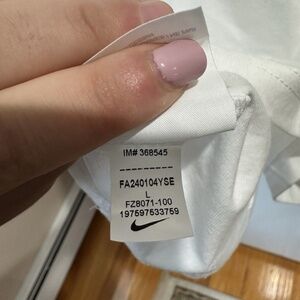 IM# 368545
----------
FA240104YSE
L
FZ8071-100
197597533759